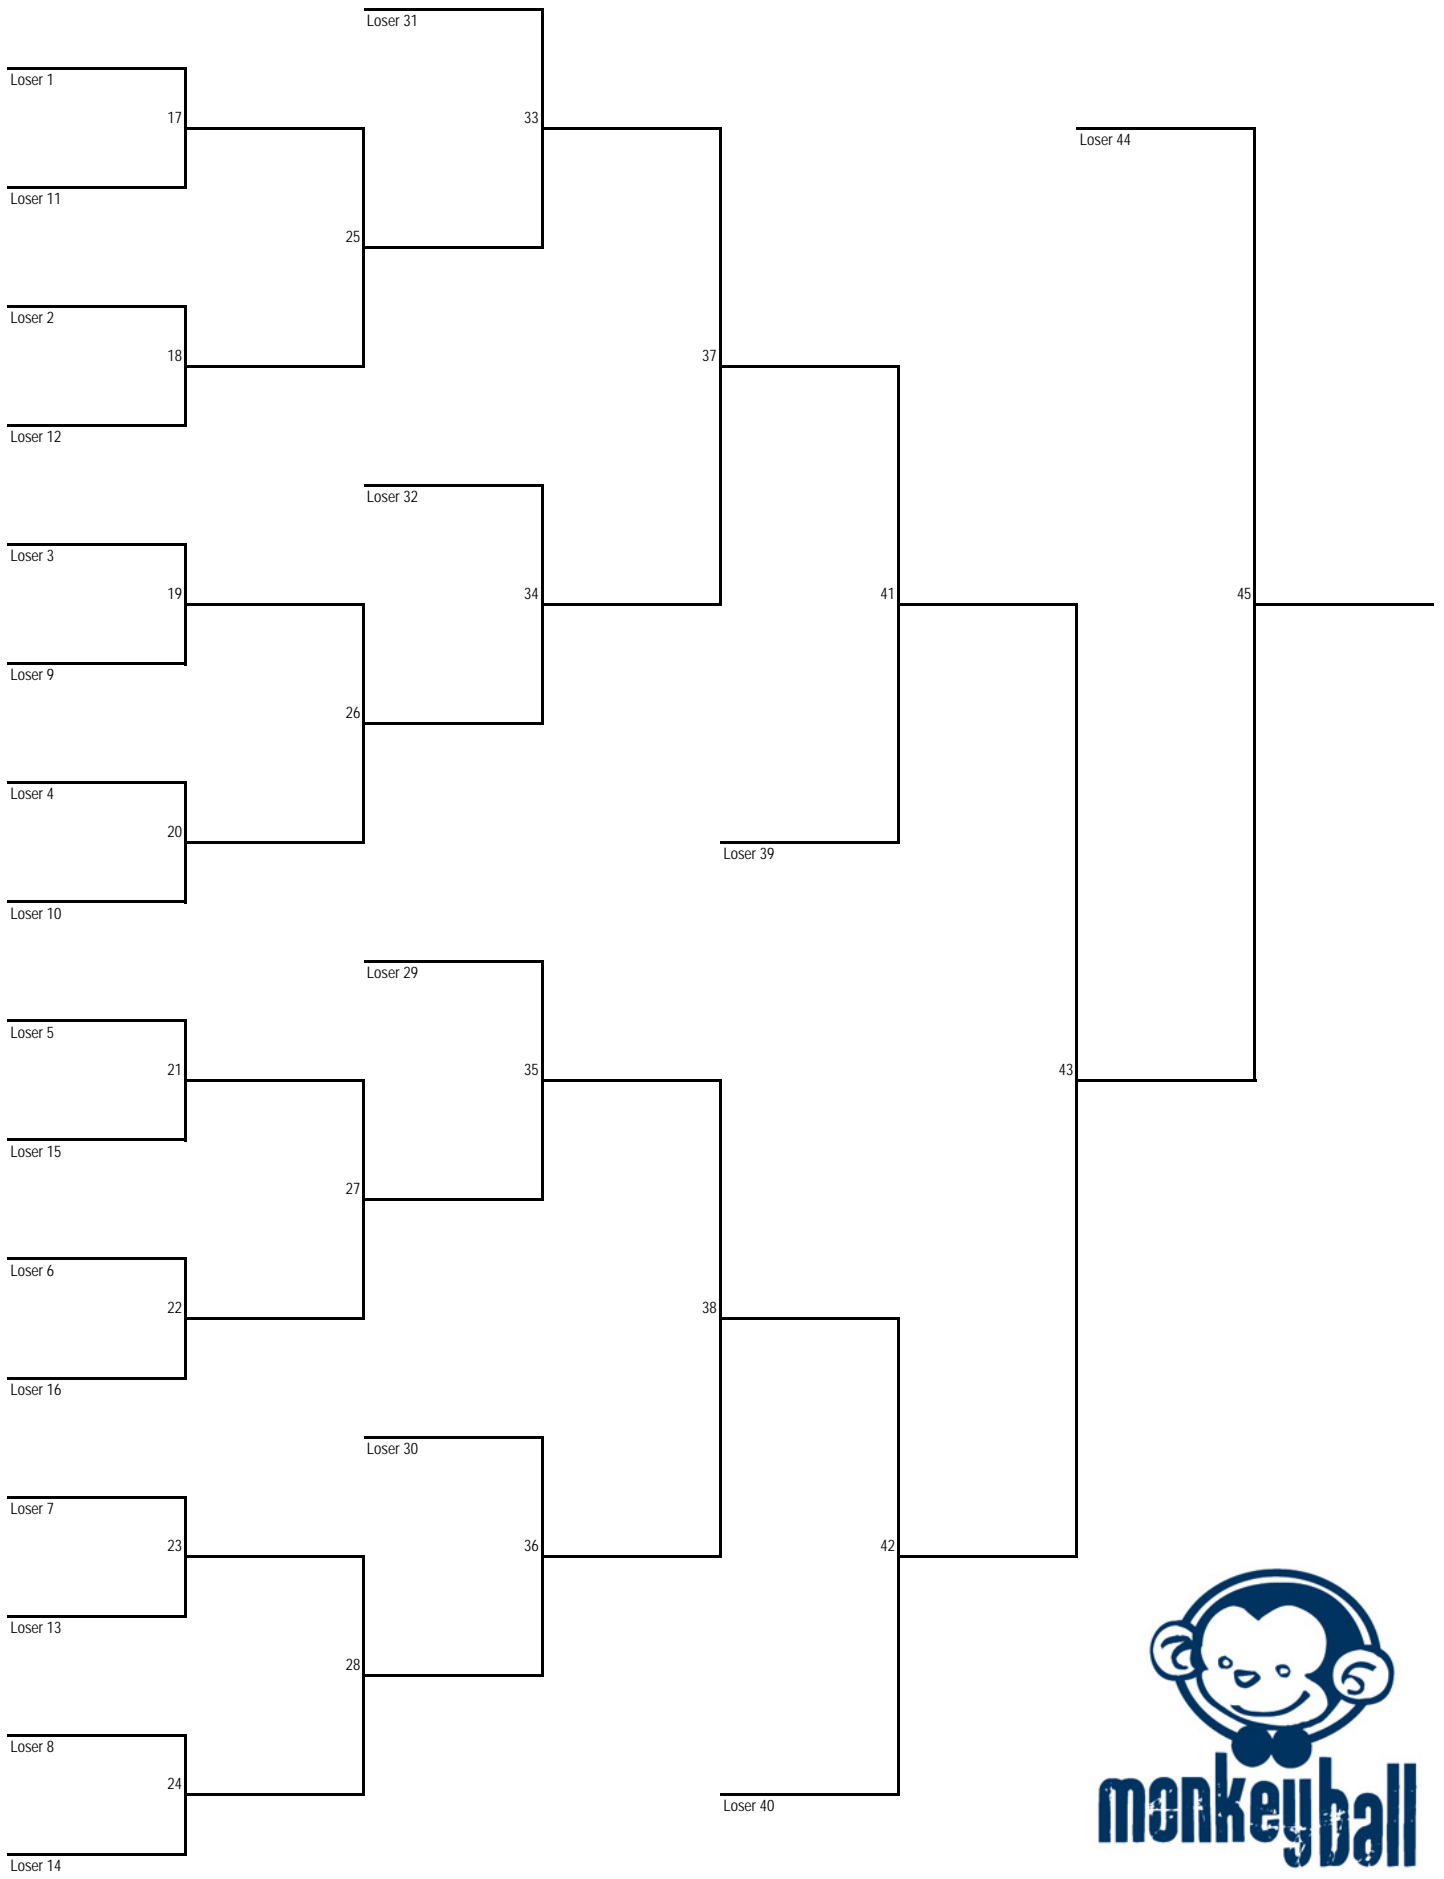 Loser 31
Loser 1
17
33
Loser 44
Loser 11
25
Loser 2
18
37
Loser 12
Loser 32
Loser 3
19
34
41
45
Loser 9
26
Loser 4
20
Loser 39
Loser 10
Loser 29
Loser 5
21
35
43
Loser 15
27
Loser 6
22
38
Loser 16
Loser 30
Loser 7
23
36
42
Loser 13
28
Loser 8
24
Loser 40
Loser 14
monkeyball